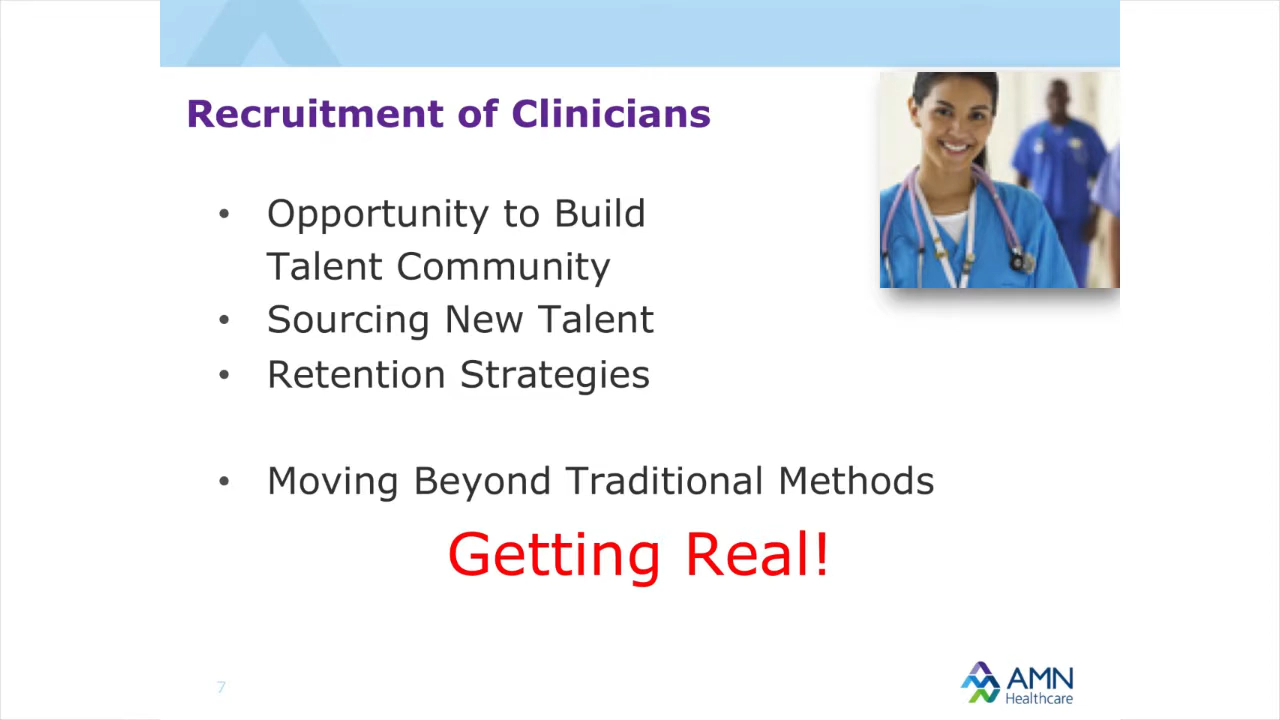 Recruitment of Clinicians
• Opportunity to Build
Talent Community
• Sourcing New Talent
• Retention Strategies
• Moving Beyond Traditional Methods
Getting Real!
7
AMN
Healthcare